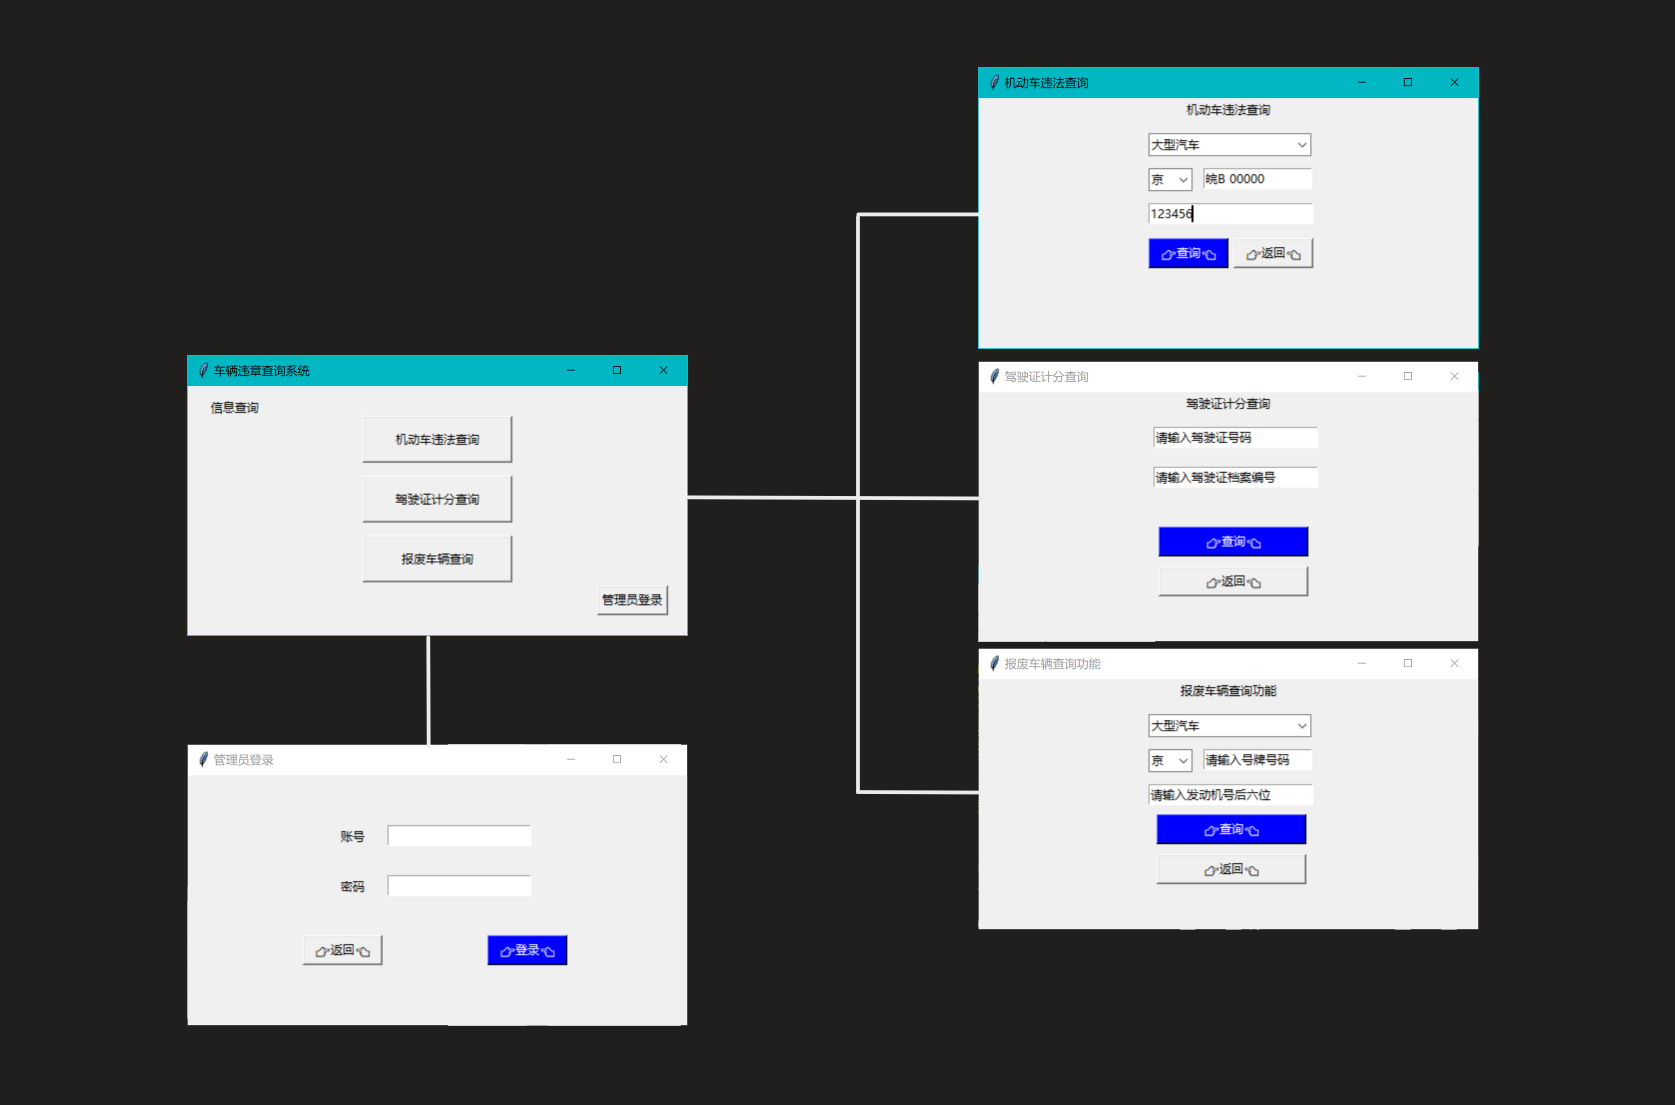 车辆违章查询系统
信息查询
机动车违法查询
驾驶证计分查询
报废车辆查询
管理员登录
管理员登录
账号
密码
返回
登录
机动车违法查询
机动车违法查询
大型汽车
京 皖B 00000
123456
查询 返回
驾驶证计分查询
驾驶证计分查询
请输入驾驶证号码
请输入驾驶证档案编号
查询
返回
报废车辆查询功能
报废车辆查询功能
大型汽车
京 请输入号牌号码
请输入发动机号后六位
查询
返回